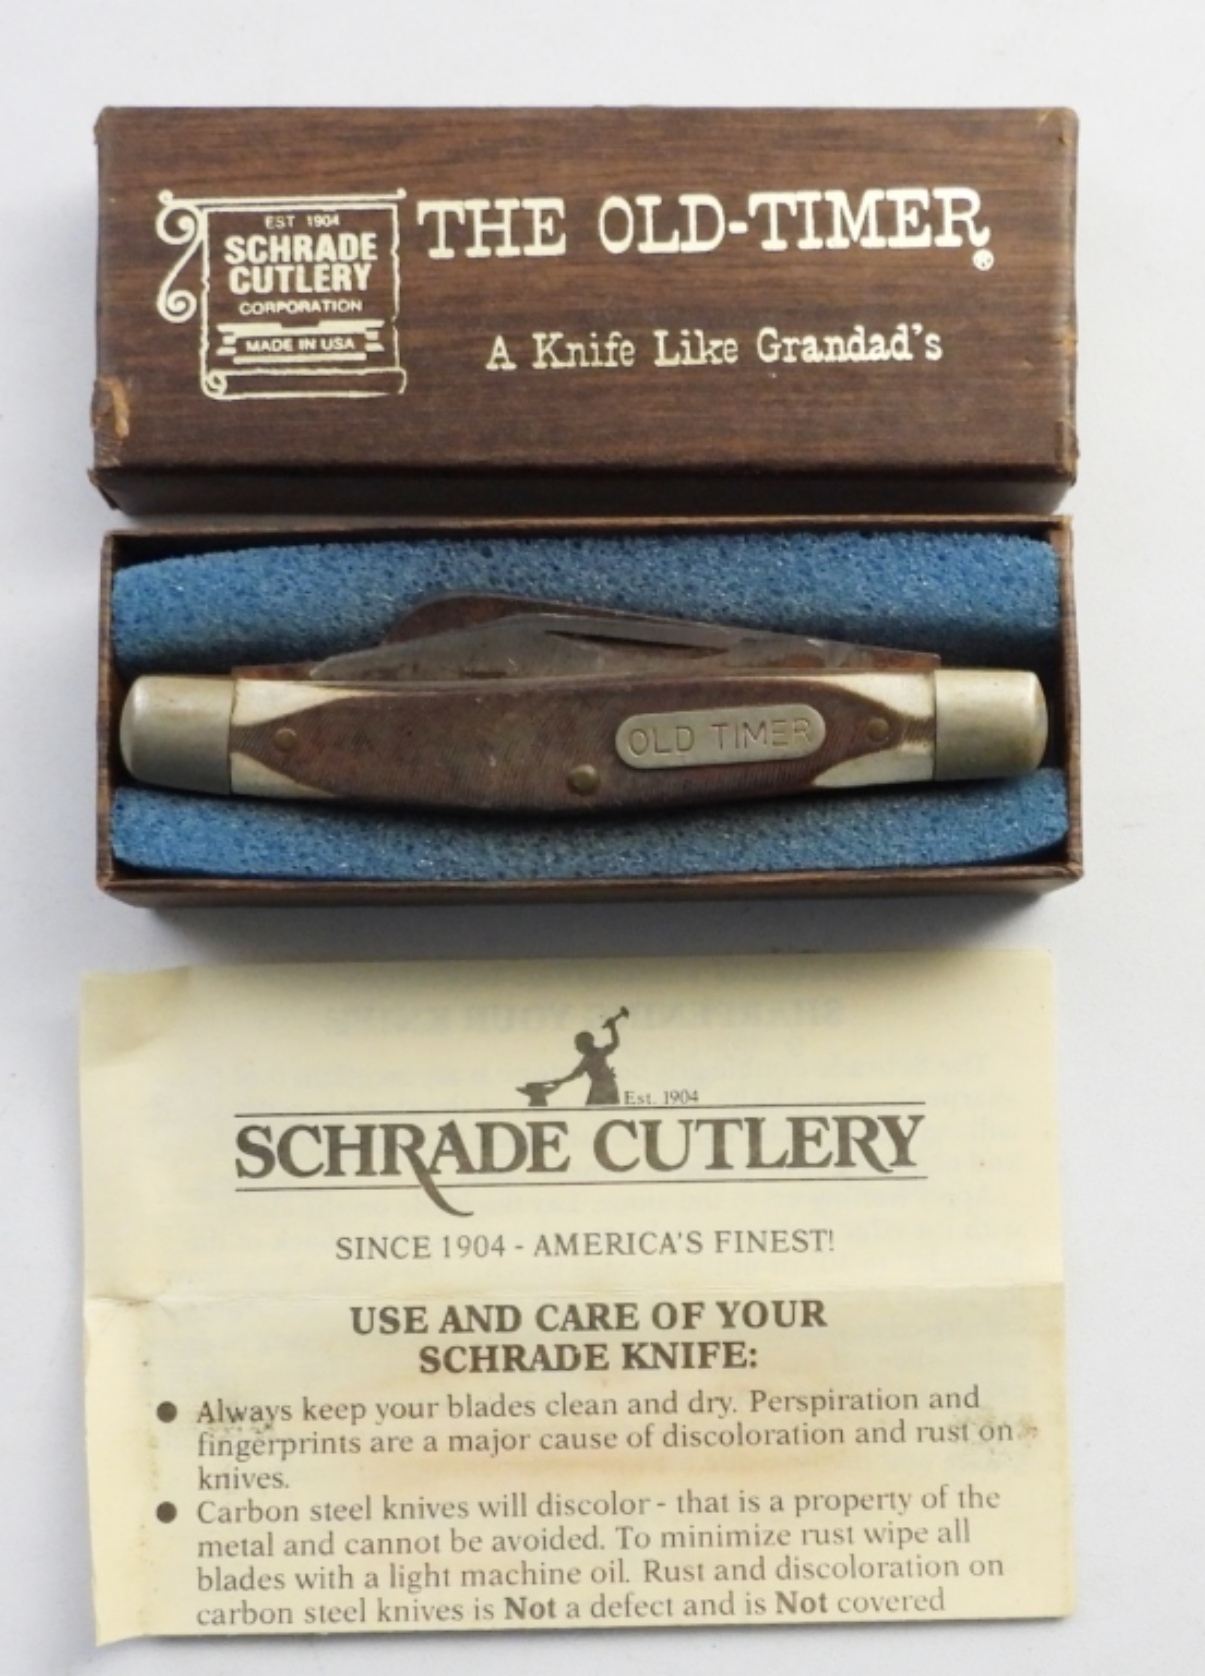 EST 1904
SCHRADE
CUTLERY
CORPORATION
MADE IN USA
THE OLD-TIMER®
A Knife Like Grandad's
OLD TIMER
Est. 1904
SCHRADE CUTLERY
SINCE 1904 - AMERICA'S FINEST!
USE AND CARE OF YOUR
SCHRADE KNIFE:
● Always keep your blades clean and dry. Perspiration and
fingerprints are a major cause of discoloration and rust on
knives.
● Carbon steel knives will discolor - that is a property of the
metal and cannot be avoided. To minimize rust wipe all
blades with a light machine oil. Rust and discoloration on
carbon steel knives is Not a defect and is Not covered